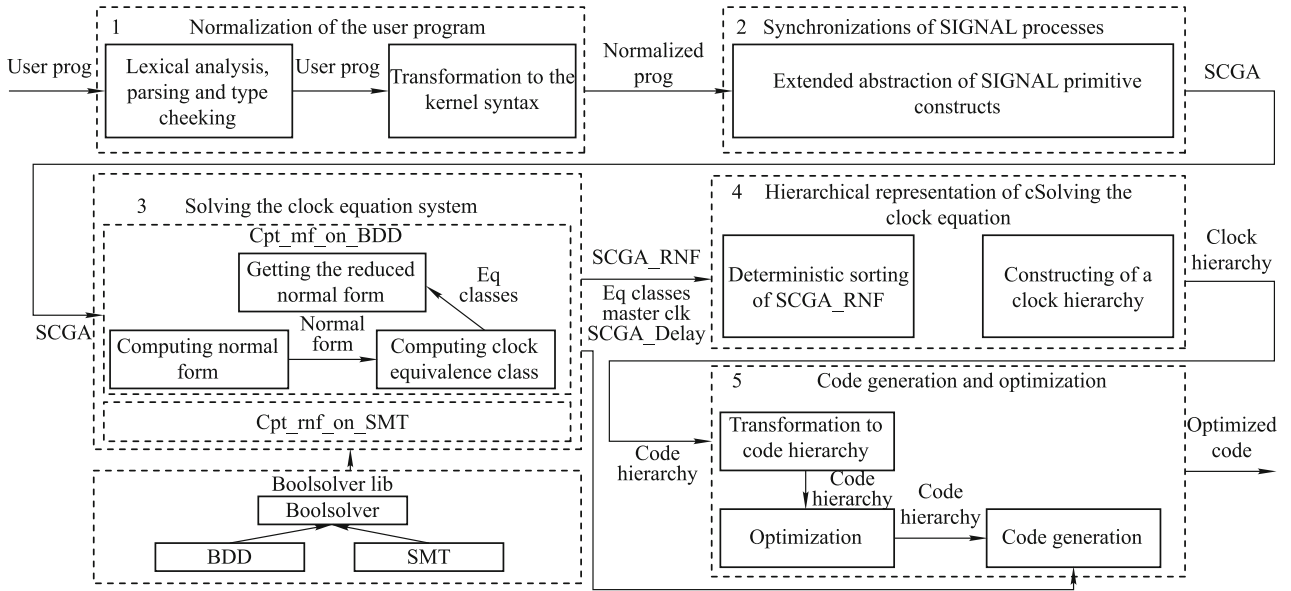 1 Normalization of the user program
User prog
Lexical analysis,
parsing and type
cheeking
User prog
Transformation to the
kernel syntax
Normalized
prog
2 Synchronizations of SIGNAL processes
Extended abstraction of SIGNAL primitive
constructs
SCGA
3 Solving the clock equation system
Cpt_mf_on_BDD
Getting the reduced
normal form
Eq
classes
SCGA
Computing normal
form
Normal
form
Computing clock
equivalence class
Cpt_rnf_on_SMT
SCGA_RNF
Eq classes
master clk
SCGA_Delay
4 Hierarchical representation of cSolving the
clock equation
Deterministic sorting
of SCGA_RNF
Constructing of a
clock hierarchy
Clock
hierarchy
Boolsolver lib
Boolsolver
BDD
SMT
Code
hierarchy
5 Code generation and optimization
Transformation to
code hierarchy
Code
hierarchy
Optimization
Code
hierarchy
Code generation
Optimized
code